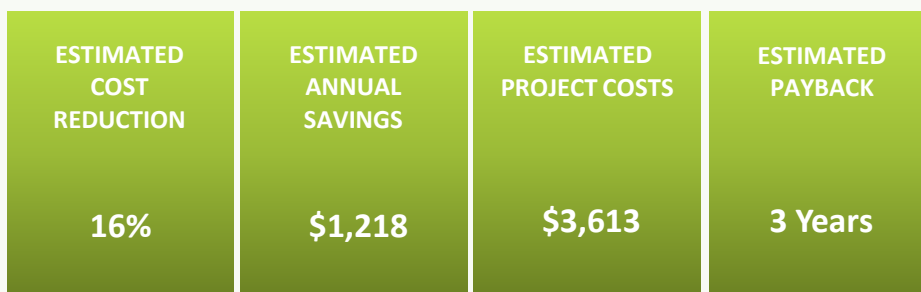 ESTIMATED
COST
REDUCTION
16%
ESTIMATED
ANNUAL
SAVINGS
$1,218
ESTIMATED
PROJECT COSTS
$3,613
ESTIMATED
PAYBACK
3 Years